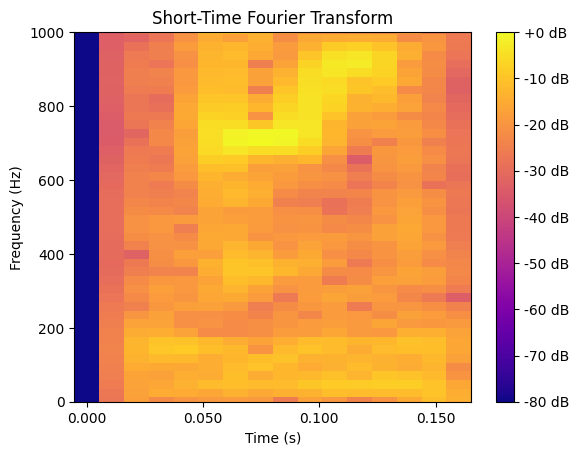 Short-Time Fourier Transform
1000
800
600
400
200
0
Frequency (Hz)
0.000
0.050
0.100
0.150
Time (s)
+0 dB
-10 dB
-20 dB
-30 dB
-40 dB
-50 dB
-60 dB
-70 dB
-80 dB